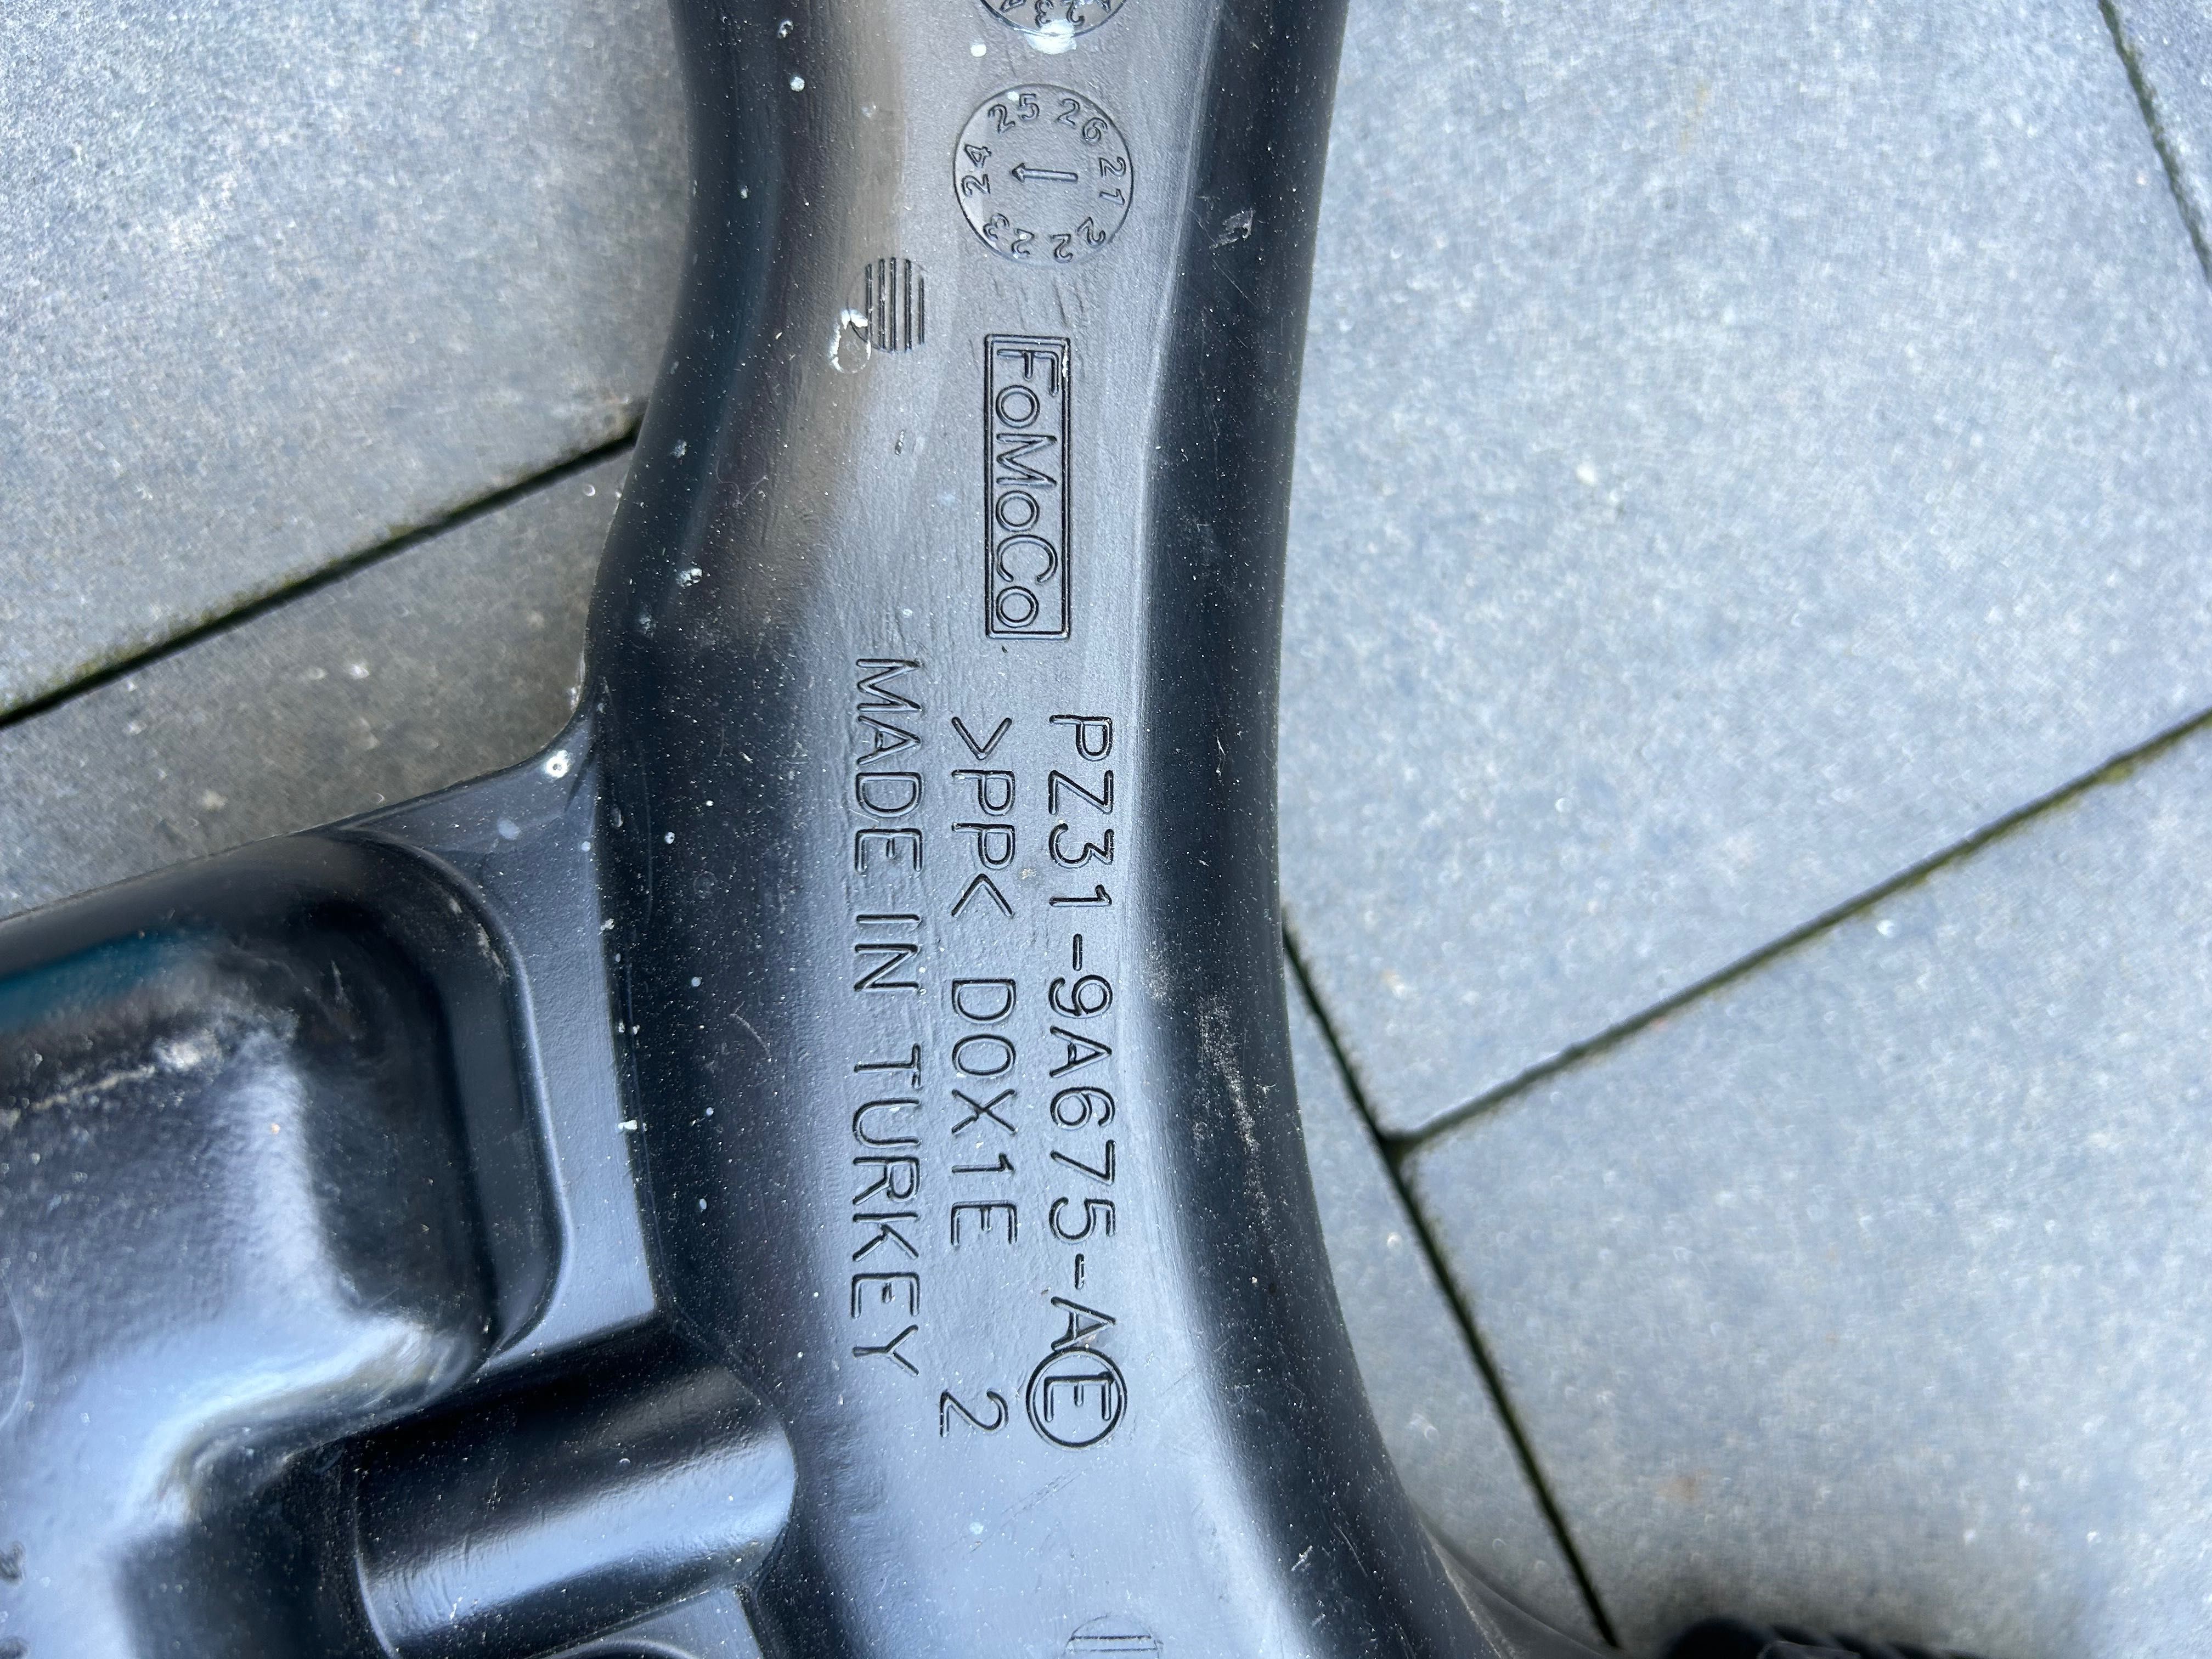 25 26 21 22 23 24
FoMoCo
PZ31-9A675-AE
>PP< D0X1E
2
MADE IN TURKEY